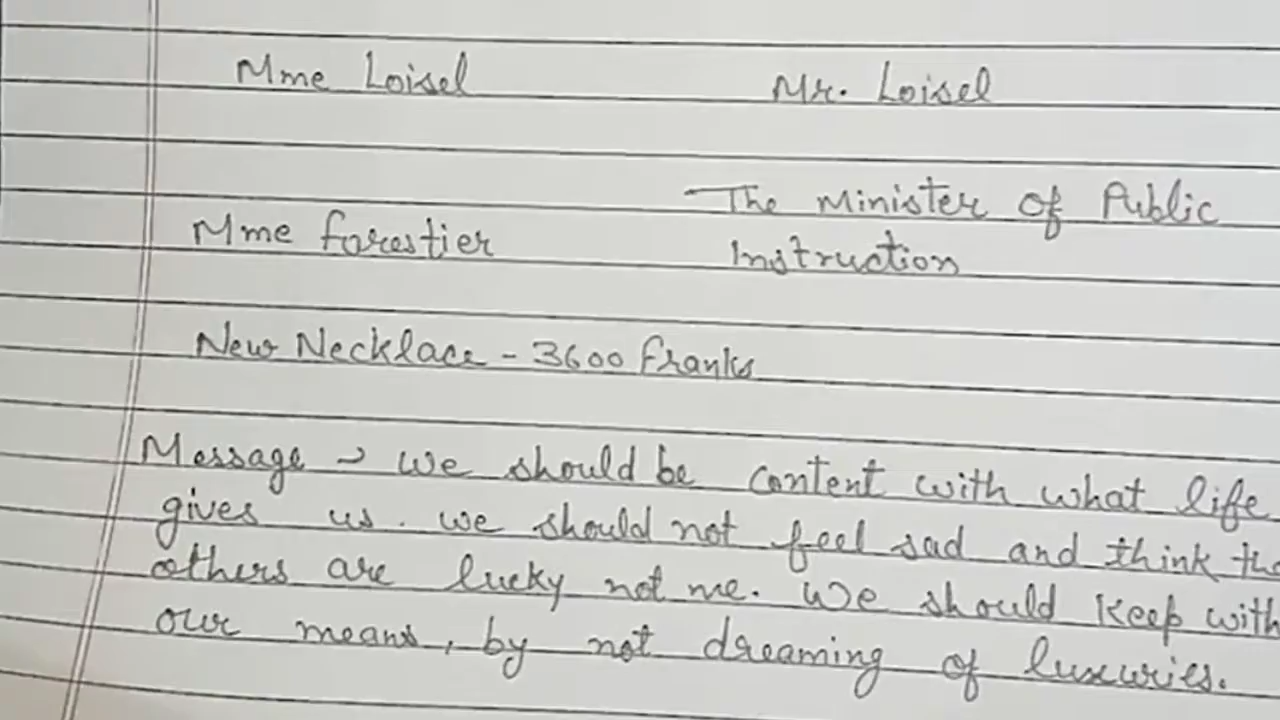 Mme Loisel Mr. Loisel
The Minister of Public
Mme forestier Instruction
New Necklace - 3600 Franks
Message → we should be content with what life
gives us. we should not feel sad and think
others are lucky not me. We should keep with
our means, by not dreaming of luxuries.